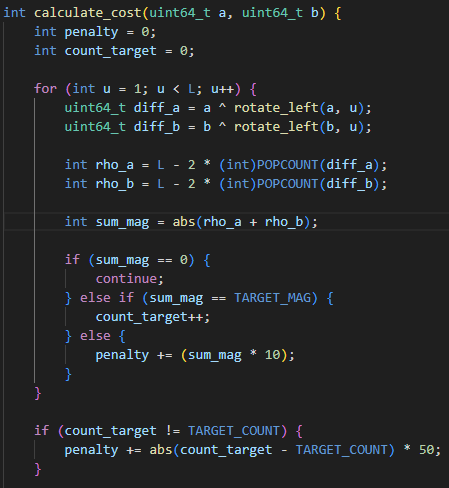 int calculate_cost(uint64_t a, uint64_t b) {
    int penalty = 0;
    int count_target = 0;

    for (int u = 1; u < L; u++) {
        uint64_t diff_a = a ^ rotate_left(a, u);
        uint64_t diff_b = b ^ rotate_left(b, u);

        int rho_a = L - 2 * (int)POPCOUNT(diff_a);
        int rho_b = L - 2 * (int)POPCOUNT(diff_b);

        int sum_mag = abs(rho_a + rho_b);

        if (sum_mag == 0) {
            continue;
        } else if (sum_mag == TARGET_MAG) {
            count_target++;
        } else {
            penalty += (sum_mag * 10);
        }
    }

    if (count_target != TARGET_COUNT) {
        penalty += abs(count_target - TARGET_COUNT) * 50;
    }